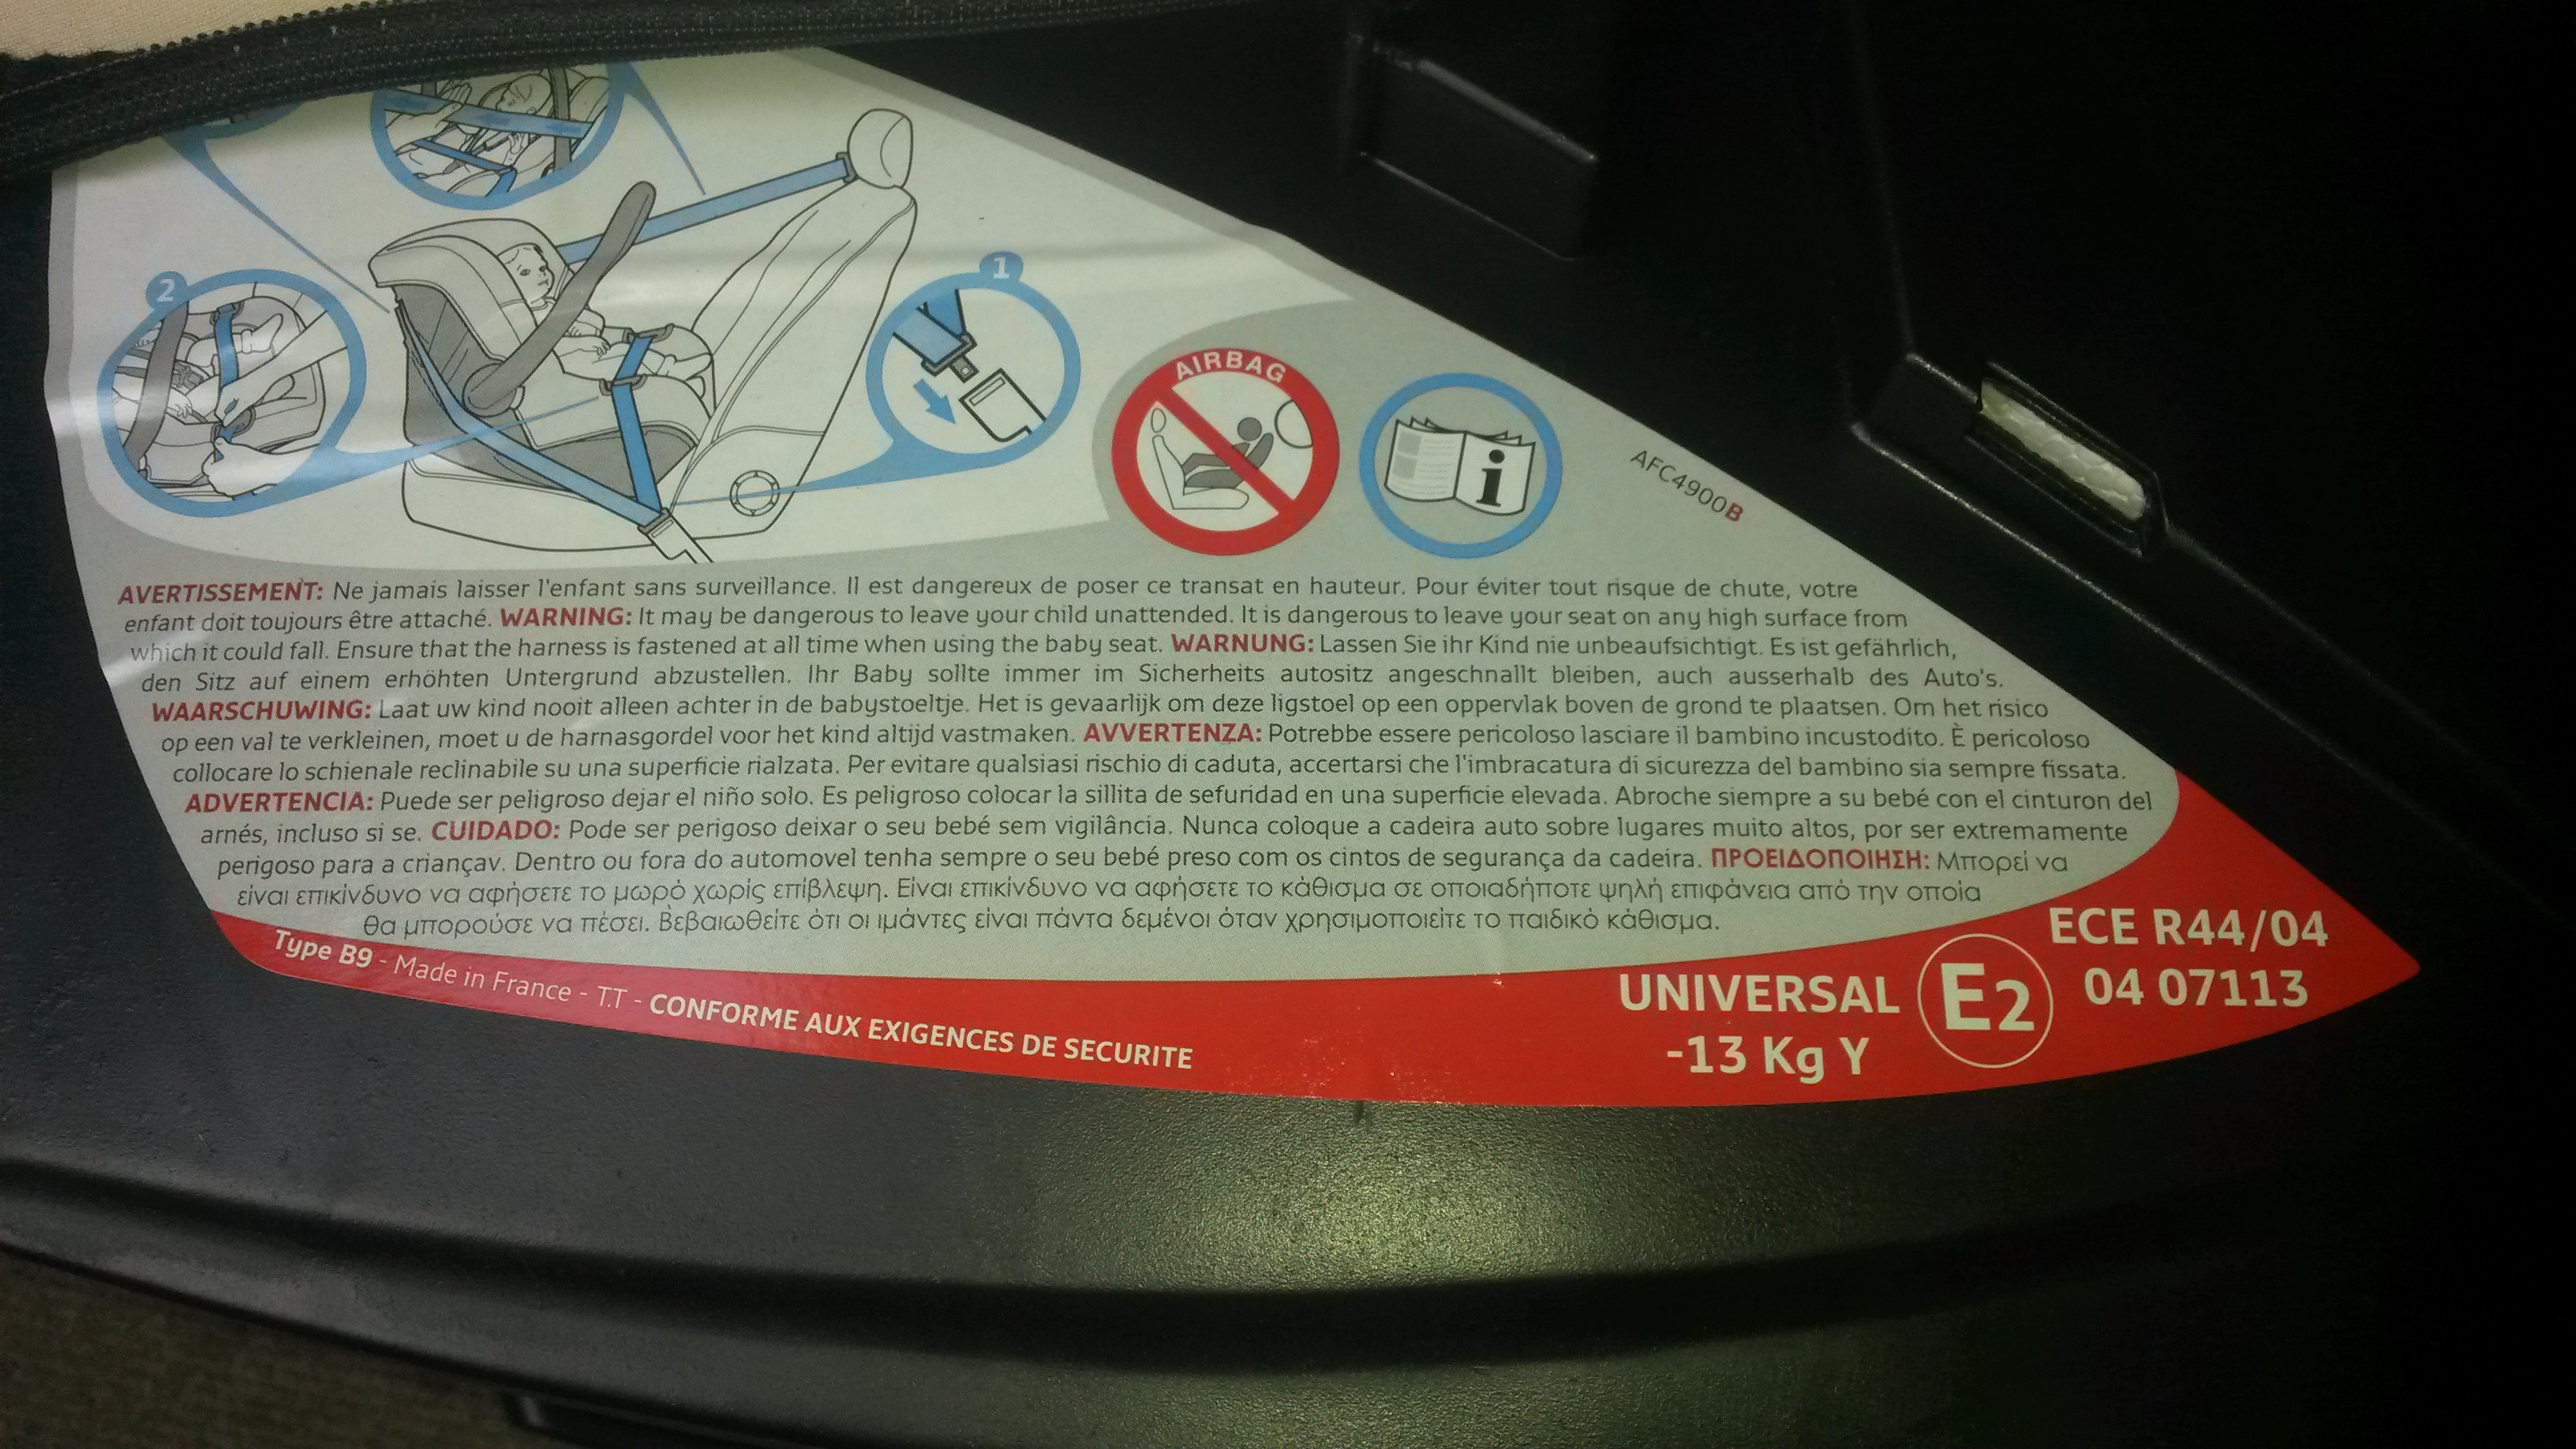 2
1
AIRBAG
i
AFC4900B
AVERTISSEMENT: Ne jamais laisser l'enfant sans surveillance. Il est dangereux de poser ce transat en hauteur. Pour éviter tout risque de chute, votre
enfant doit toujours être attaché. WARNING: It may be dangerous to leave your child unattended. It is dangerous to leave your seat on any high surface from
which it could fall. Ensure that the harness is fastened at all time when using the baby seat. WARNUNG: Lassen Sie ihr Kind nie unbeaufsichtigt. Es ist gefährlich,
den Sitz auf einem erhöhten Untergrund abzustellen. Ihr Baby sollte immer im Sicherheits autositz angeschnallt bleiben, auch ausserhalb des Auto's.
WAARSCHUWING: Laat uw kind nooit alleen achter in de babystoeltje. Het is gevaarlijk om deze ligstoel op een oppervlak boven de grond te plaatsen. Om het risico
op een val te verkleinen, moet u de harnasgordel voor het kind altijd vastmaken. AVVERTENZA: Potrebbe essere pericoloso lasciare il bambino incustodito. È pericoloso
collocare lo schienale reclinabile su una superficie rialzata. Per evitare qualsiasi rischio di caduta, accertarsi che l'imbracatura di sicurezza del bambino sia sempre fissata.
ADVERTENCIA: Puede ser peligroso dejar el niño solo. Es peligroso colocar la sillita de sefuridad en una superficie elevada. Abroche siempre a su bebé con el cinturon del
arnés, incluso si se. CUIDADO: Pode ser perigoso deixar o seu bebé sem vigilância. Nunca coloque a cadeira auto sobre lugares muito altos, por ser extremamente
perigoso para a criançav. Dentro ou fora do automovel tenha sempre o seu bebé preso com os cintos de segurança da cadeira. ΠΡΟΕΙΔΟΠΟΙΗΣΗ: Μπορεί να
είναι επικίνδυνο να αφήσετε το μωρό χωρίς επίβλεψη. Είναι επικίνδυνο να αφήσετε το κάθισμα σε οποιαδήποτε ψηλή επιφάνεια από την οποία
θα μπορούσε να πέσει. Βεβαιωθείτε ότι οι ιμάντες είναι πάντα δεμένοι όταν χρησιμοποιείτε το παιδικό κάθισμα.
Type B9 - Made in France - T.T - CONFORME AUX EXIGENCES DE SECURITE
UNIVERSAL
-13 Kg Y
E2
ECE R44/04
04 07113